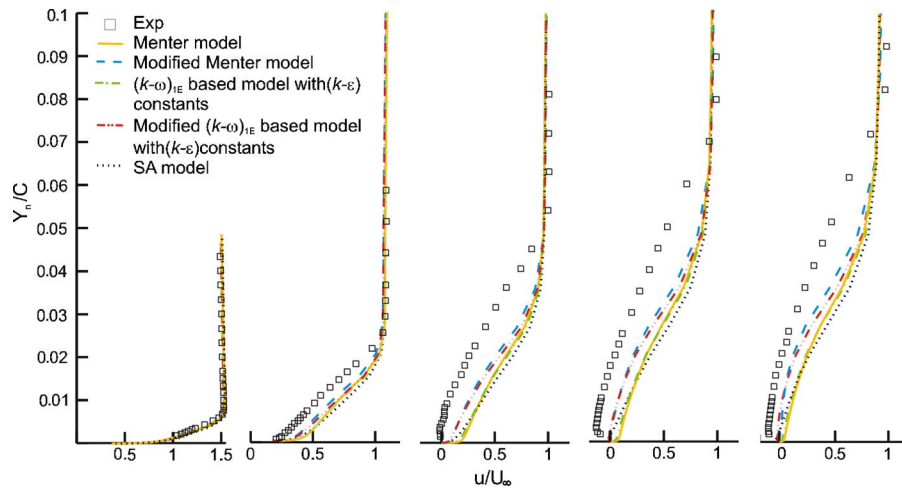 0.1
0.09
0.08
0.07
0.06
0.05
0.04
0.03
0.02
0.01
Yn/C
Exp
Menter model
Modified Menter model
(k-ω)1E based model with(k-ε)
constants
Modified (k-ω)1E based model
with(k-ε)constants
SA model
0.5 1.0 1.5 0 0.5 1 0 0.5 1 0 0.5 1 0 0.5 1
u/U∞